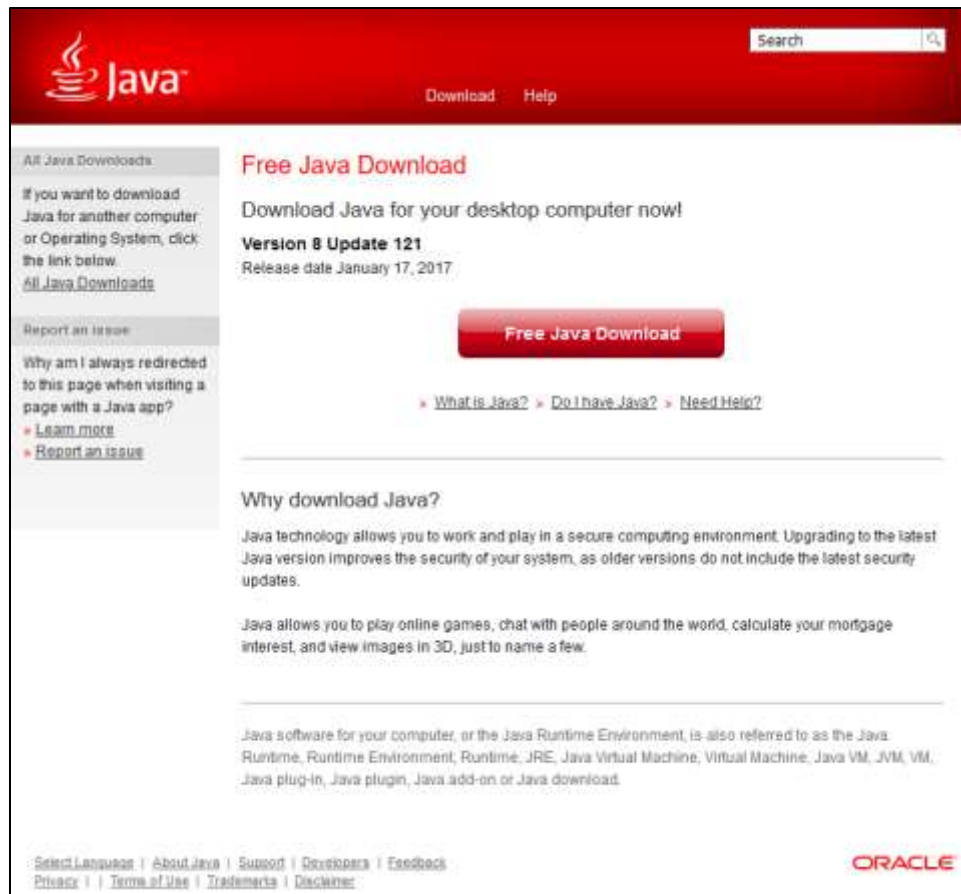 Java™
Search
Download Help
All Java Downloads
If you want to download
Java for another computer
or Operating System, click
the link below.
All Java Downloads
Report an issue
Why am I always redirected
to this page when visiting a
page with a Java app?
» Learn more
» Report an issue
Free Java Download
Download Java for your desktop computer now!
Version 8 Update 121
Release date January 17, 2017
Free Java Download
» What is Java? » Do I have Java? » Need Help?
Why download Java?
Java technology allows you to work and play in a secure computing environment. Upgrading to the latest
Java version improves the security of your system, as older versions do not include the latest security
updates.
Java allows you to play online games, chat with people around the world, calculate your mortgage
interest, and view images in 3D, just to name a few.
Java software for your computer, or the Java Runtime Environment, is also referred to as the Java
Runtime, Runtime Environment, Runtime, JRE, Java Virtual Machine, Virtual Machine, Java VM, JVM, VM,
Java plug-in, Java plugin, Java add-on or Java download.
Select Language | About Java | Support | Developers | Feedback
Privacy | | Terms of Use | Trademarks | Disclaimer
ORACLE